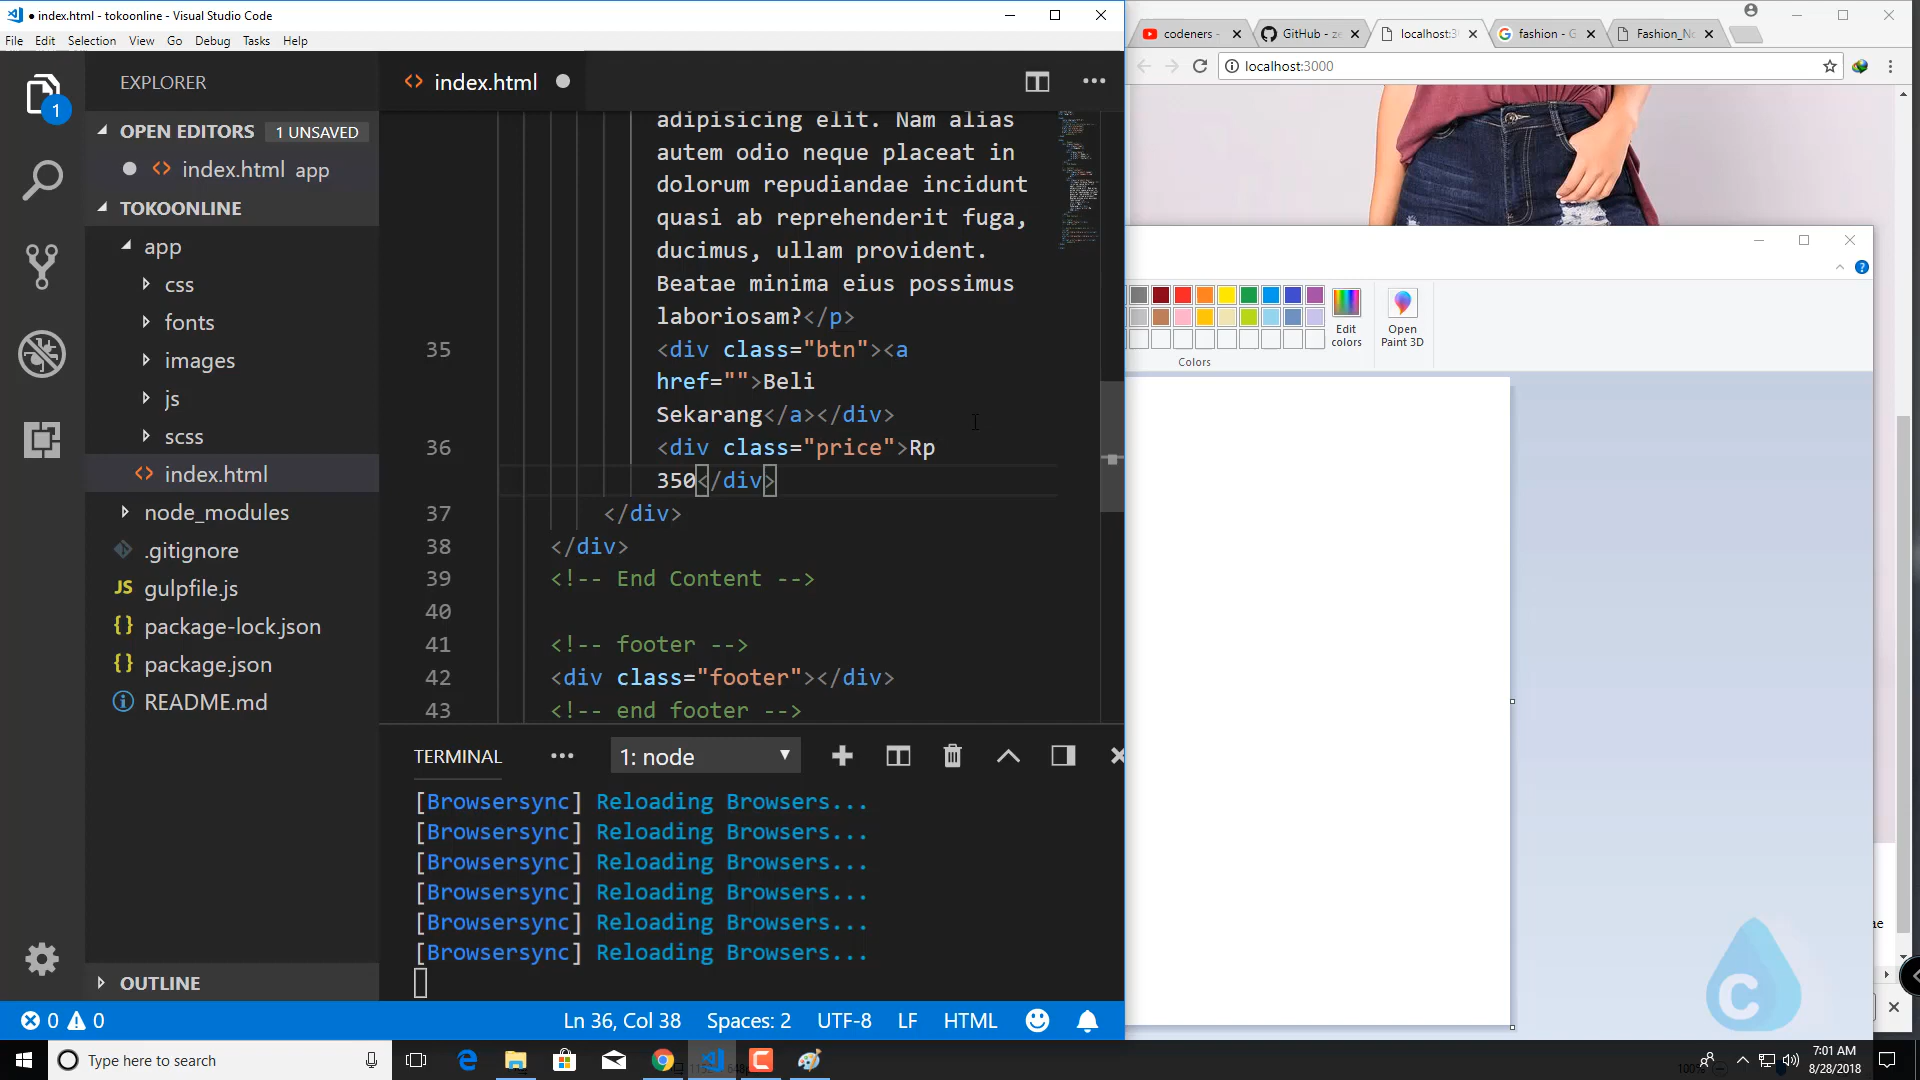 index.html - tokoonline - Visual Studio Code
File Edit Selection View Go Debug Tasks Help
codeners -
GitHub - ze
localhost:3
fashion - G
Fashion_No
localhost:3000
1
EXPLORER
OPEN EDITORS 1 UNSAVED
index.html app
TOKOONLINE
app
css
fonts
images
js
scss
index.html
node_modules
.gitignore
JS gulpfile.js
{} package-lock.json
{} package.json
README.md
OUTLINE
index.html
adipisicing elit. Nam alias
autem odio neque placeat in
dolorum repudiandae incidunt
quasi ab reprehenderit fuga,
ducimus, ullam provident.
Beatae minima eius possimus
laboriosam?</p>
35 <div class="btn"><a
href="">Beli
Sekarang</a></div>
36 <div class="price">Rp
350</div>
37 </div>
38 </div>
39 <!-- End Content -->
40
41 <!-- footer -->
42 <div class="footer"></div>
43 <!-- end footer -->
TERMINAL
1: node
[Browsersync] Reloading Browsers...
[Browsersync] Reloading Browsers...
[Browsersync] Reloading Browsers...
[Browsersync] Reloading Browsers...
[Browsersync] Reloading Browsers...
[Browsersync] Reloading Browsers...
0 0
Ln 36, Col 38 Spaces: 2 UTF-8 LF HTML
Edit
colors
Open
Paint 3D
Colors
ae
C
Type here to search
100%
7:01 AM
8/28/2018